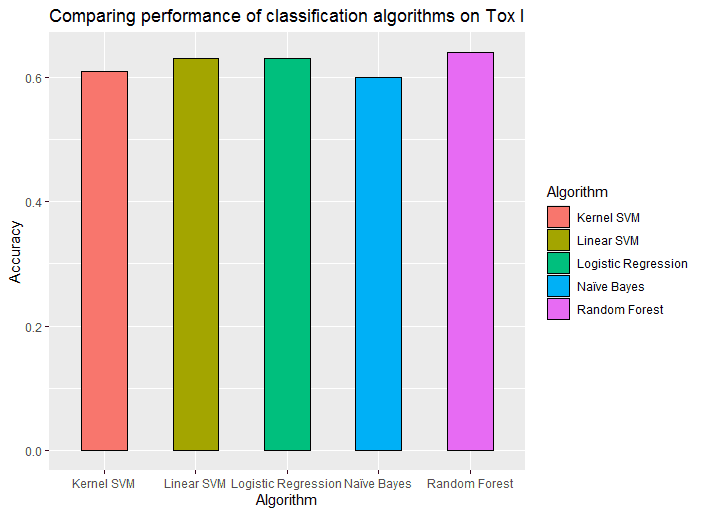 Comparing performance of classification algorithms on Tox I
Accuracy
0.6
0.4
0.2
0.0
Kernel SVM Linear SVM Logistic Regression Naïve Bayes Random Forest
Algorithm
Algorithm
Kernel SVM
Linear SVM
Logistic Regression
Naïve Bayes
Random Forest